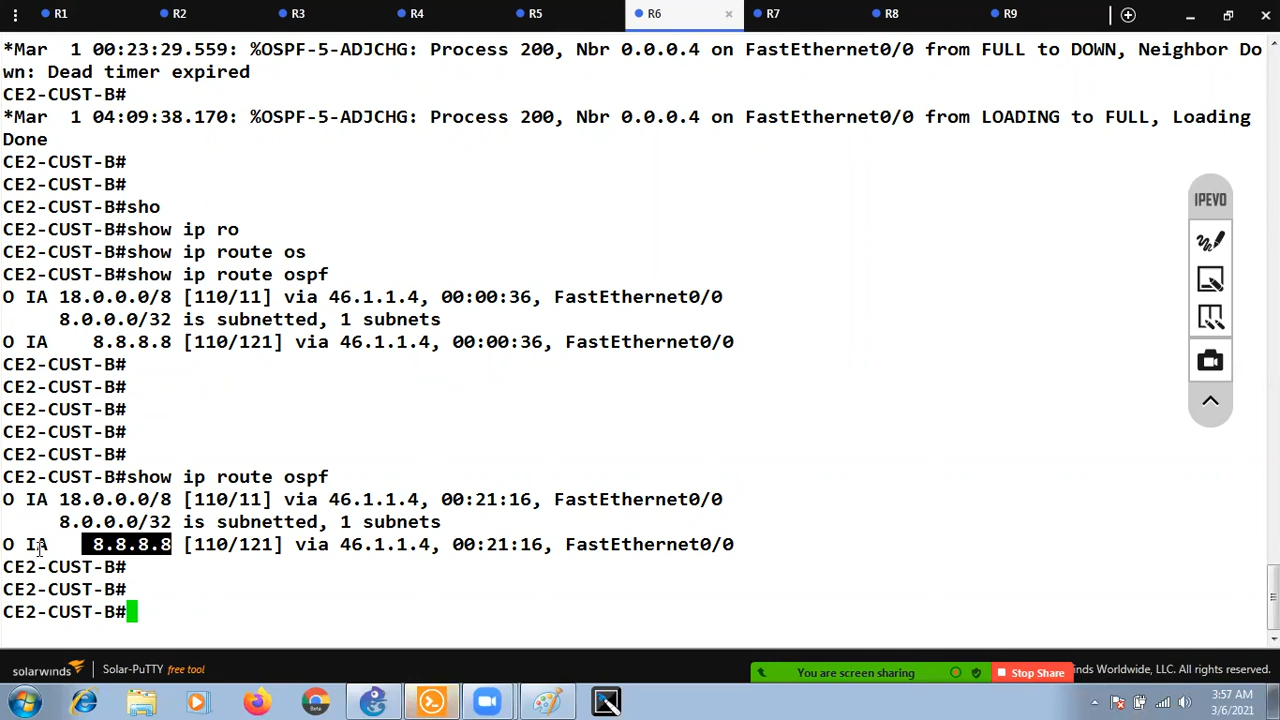 R1 R2 R3 R4 R5 R6 × R7 R8 R9
*Mar  1 00:23:29.559: %OSPF-5-ADJCHG: Process 200, Nbr 0.0.0.4 on FastEthernet0/0 from FULL to DOWN, Neighbor Do
wn: Dead timer expired
CE2-CUST-B#
*Mar  1 04:09:38.170: %OSPF-5-ADJCHG: Process 200, Nbr 0.0.0.4 on FastEthernet0/0 from LOADING to FULL, Loading
Done
CE2-CUST-B#
CE2-CUST-B#
CE2-CUST-B#sho
CE2-CUST-B#show ip ro
CE2-CUST-B#show ip route os
CE2-CUST-B#show ip route ospf
O IA 18.0.0.0/8 [110/11] via 46.1.1.4, 00:00:36, FastEthernet0/0
     8.0.0.0/32 is subnetted, 1 subnets
O IA    8.8.8.8 [110/121] via 46.1.1.4, 00:00:36, FastEthernet0/0
CE2-CUST-B#
CE2-CUST-B#
CE2-CUST-B#
CE2-CUST-B#
CE2-CUST-B#
CE2-CUST-B#show ip route ospf
O IA 18.0.0.0/8 [110/11] via 46.1.1.4, 00:21:16, FastEthernet0/0
     8.0.0.0/32 is subnetted, 1 subnets
O IA    8.8.8.8 [110/121] via 46.1.1.4, 00:21:16, FastEthernet0/0
CE2-CUST-B#
CE2-CUST-B#
CE2-CUST-B#
IPEVO
solarwinds Solar-PuTTY free tool You are screen sharing Stop Share nds Worldwide, LLC. All rights reserved.
3:57 AM
3/6/2021